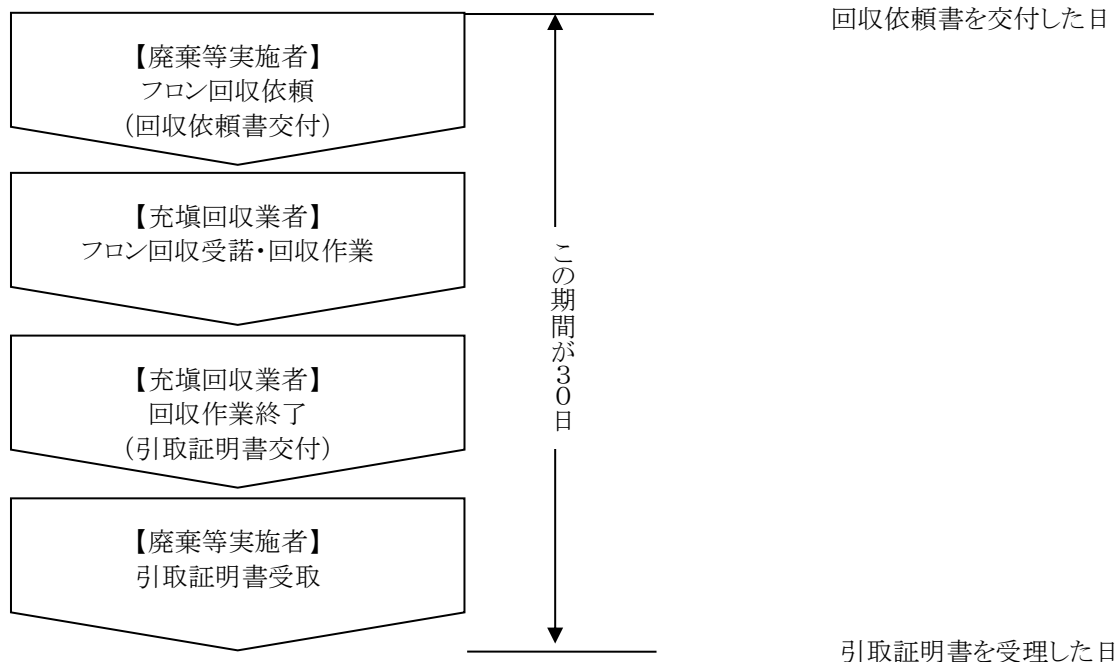 回収依頼書を交付した日
【廃棄等実施者】
フロン回収依頼
(回収依頼書交付)
【充塡回収業者】
フロン回収受諾・回収作業
この期間が30日
【充塡回収業者】
回収作業終了
(引取証明書交付)
【廃棄等実施者】
引取証明書受取
引取証明書を受理した日